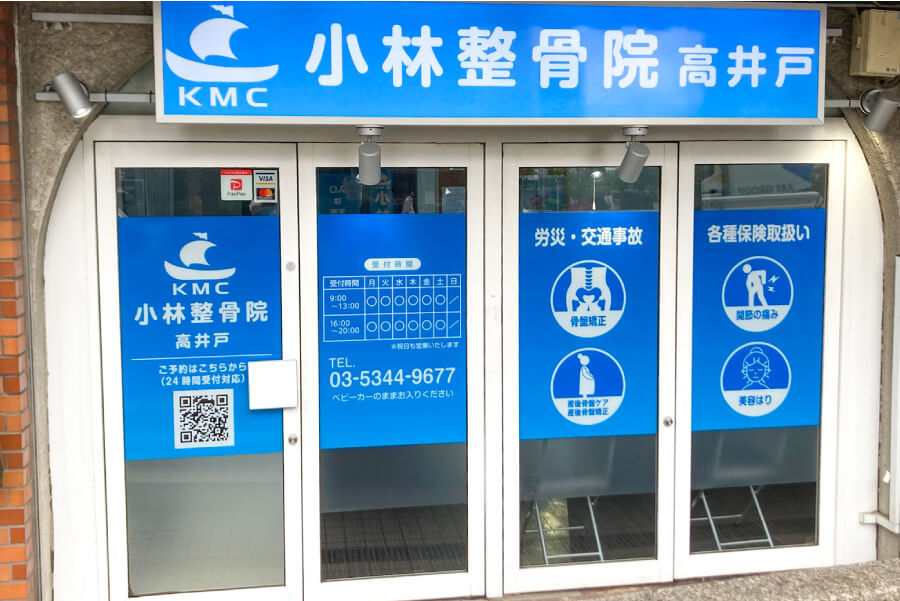 KMC
小林整骨院 高井戸
PayPay
VISA
KMC
小林整骨院
高井戸
ご予約はこちらから
(24時間受付対応)
受付時間
受付時間 月 火 水 木 金 土 日
9:00 ~13:00 ○ ○ ○ ○ ○ ○ ／
16:00 ~20:00 ○ ○ ○ ○ ○ ○ ／
※祝日も営業いたします
TEL.
03-5344-9677
ベビーカーのままお入りください
労災・交通事故
骨盤矯正
産後骨盤ケア
産後骨盤矯正
各種保険取扱い
関節の痛み
美容はり